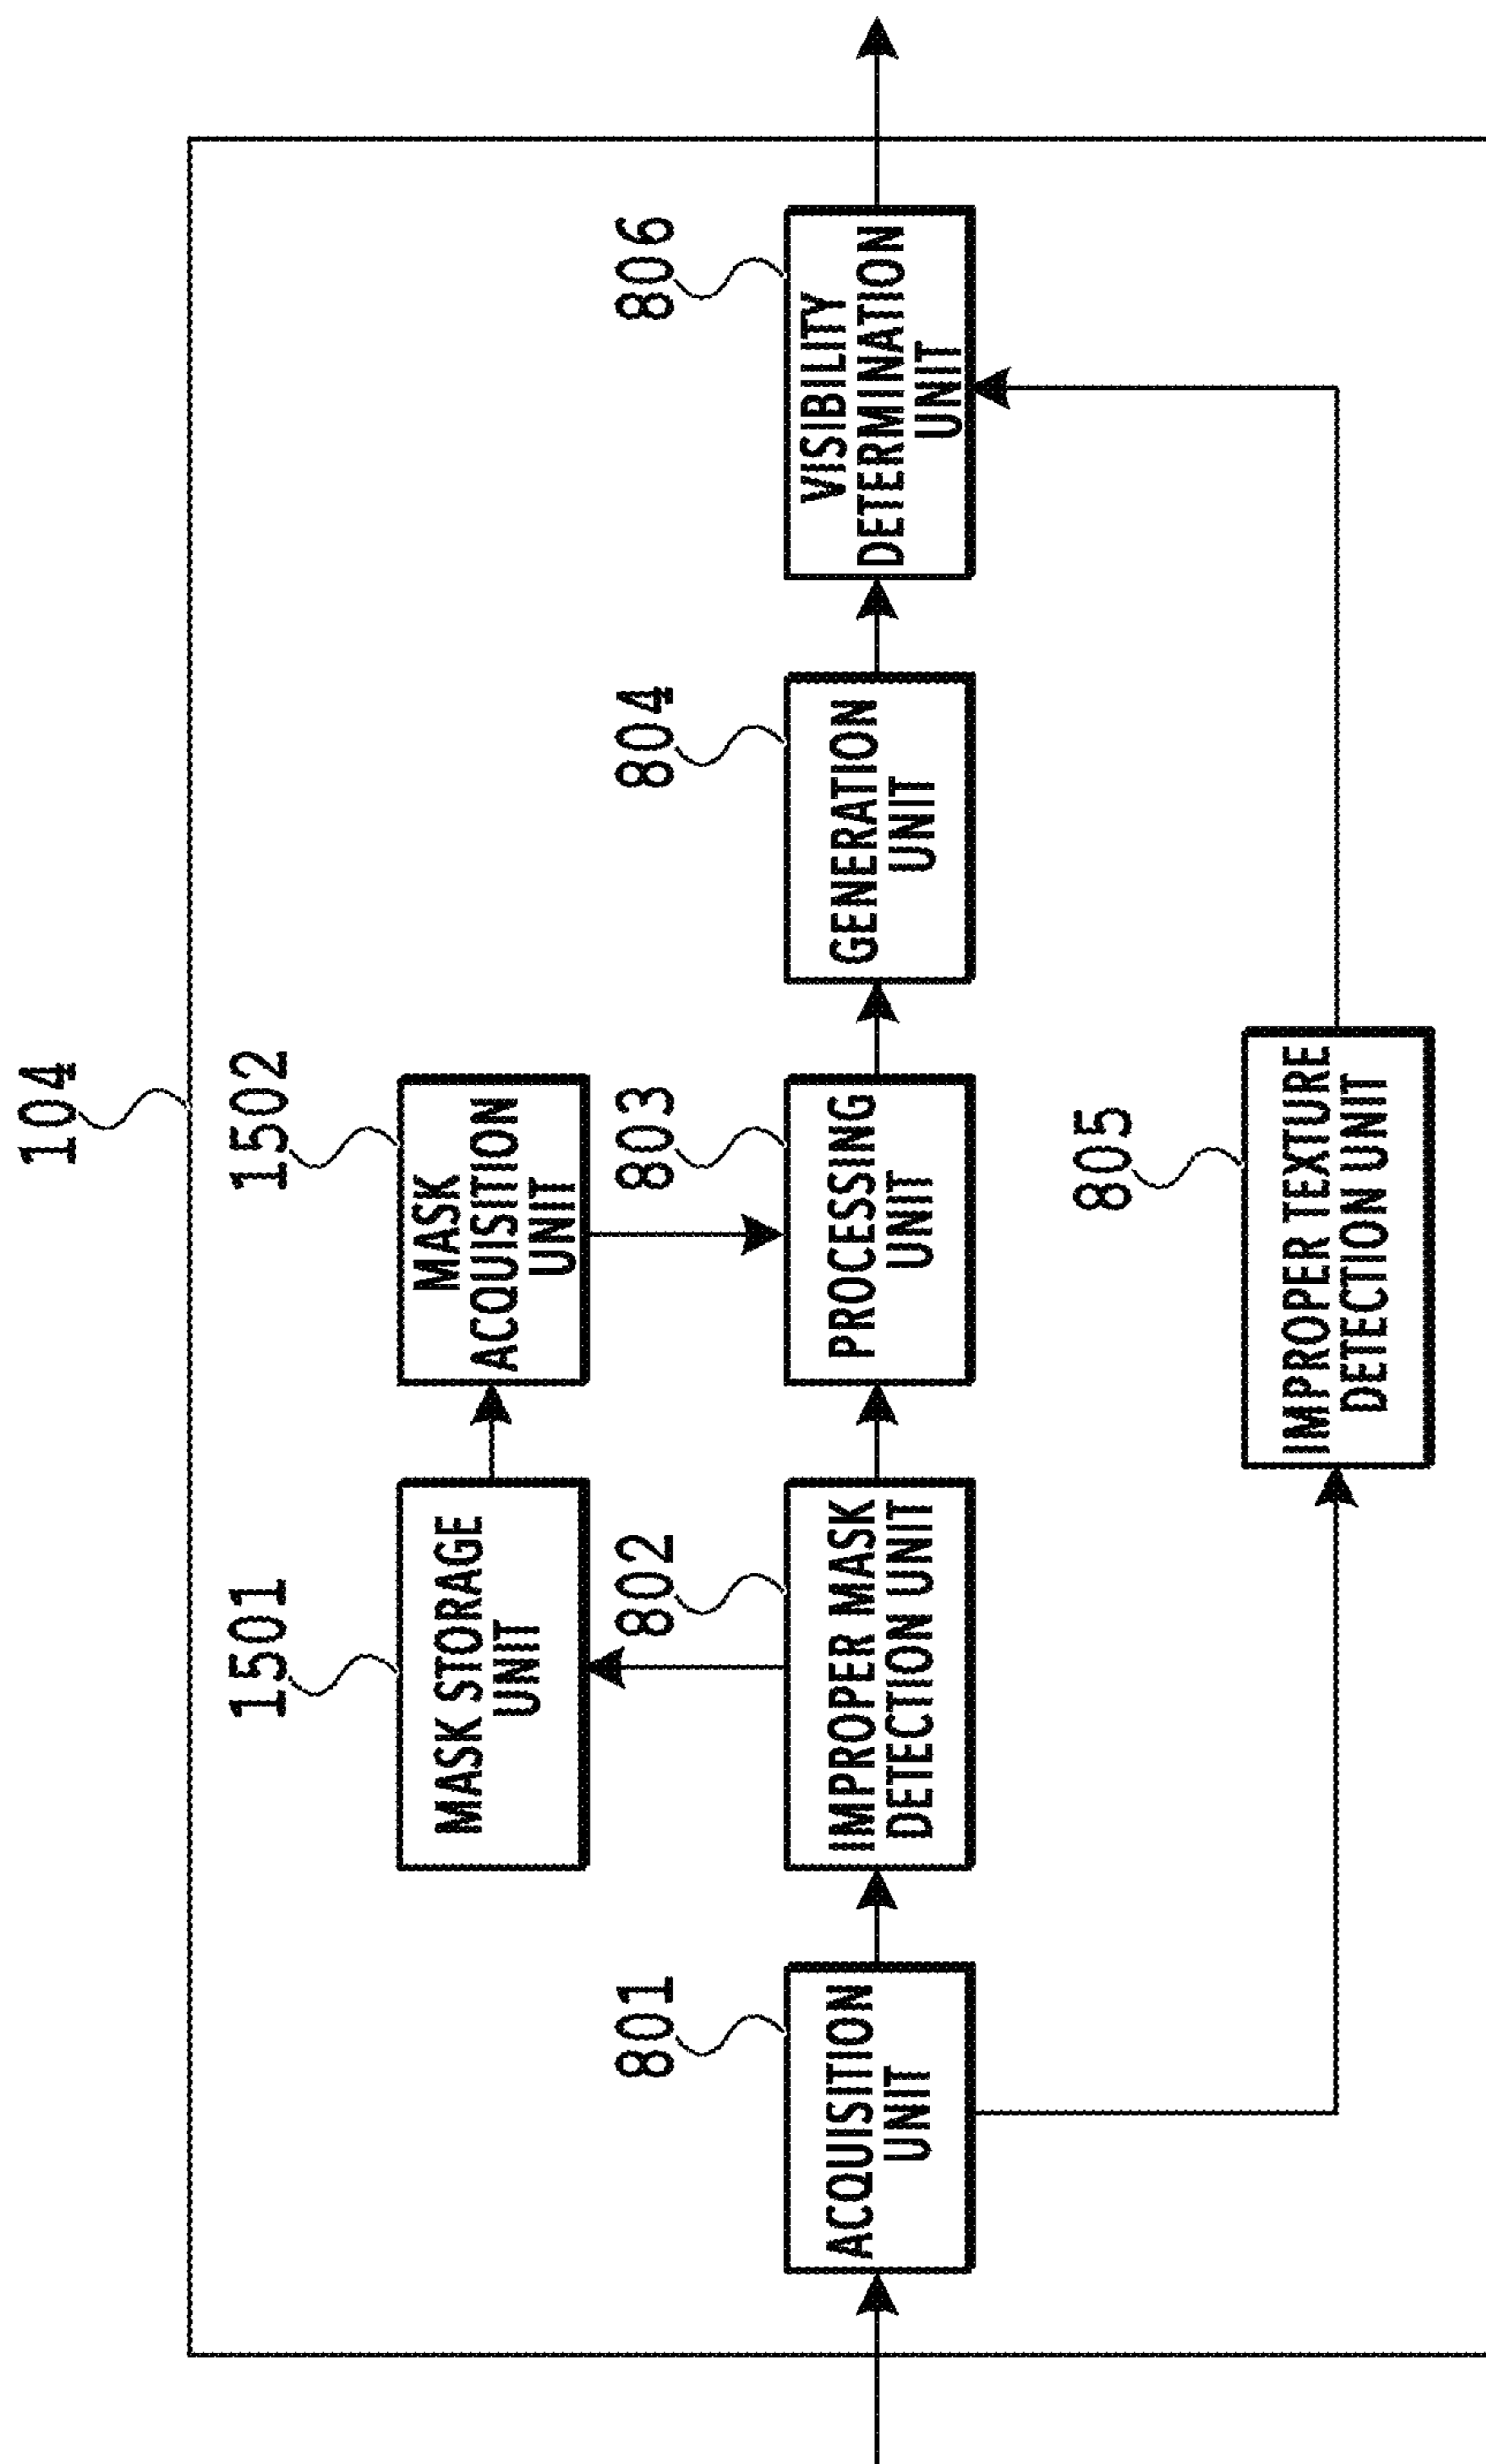 104
1501
MASK STORAGE
UNIT
1502
MASK
ACQUISITION
UNIT
801
ACQUISITION
UNIT
802
IMPROPER MASK
DETECTION UNIT
803
PROCESSING
UNIT
804
GENERATION
UNIT
806
VISIBILITY
DETERMINATION
UNIT
805
IMPROPER TEXTURE
DETECTION UNIT